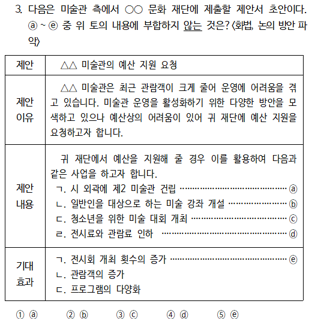 3. 다음은 미술관 측에서 ○○ 문화 재단에 제출할 제안서 초안이다.
ⓐ~ⓔ 중 위 토의 내용에 부합하지 않는 것은? <화법, 논의 방안 파
악>
제안
△△ 미술관의 예산 지원 요청
제안
이유
△△ 미술관은 최근 관람객이 크게 줄어 운영에 어려움을 겪
고 있습니다. 미술관 운영을 활성화하기 위한 다양한 방안을 모
색하고 있으나 예산상의 어려움이 있어 귀 재단에 예산 지원을
요청하고자 합니다.
제안
내용
귀 재단에서 예산을 지원해 줄 경우 이를 활용하여 다음과
같은 사업을 하고자 합니다.
ㄱ. 시 외곽에 제2 미술관 건립 ⓐ
ㄴ. 일반인을 대상으로 하는 미술 강좌 개설 ⓑ
ㄷ. 청소년을 위한 미술 대회 개최 ⓒ
ㄹ. 전시료와 관람료 인하 ⓓ
기대
효과
ㄱ. 전시회 개최 횟수의 증가 ⓔ
ㄴ. 관람객의 증가
ㄷ. 프로그램의 다양화
① ⓐ ② ⓑ ③ ⓒ ④ ⓓ ⑤ ⓔ